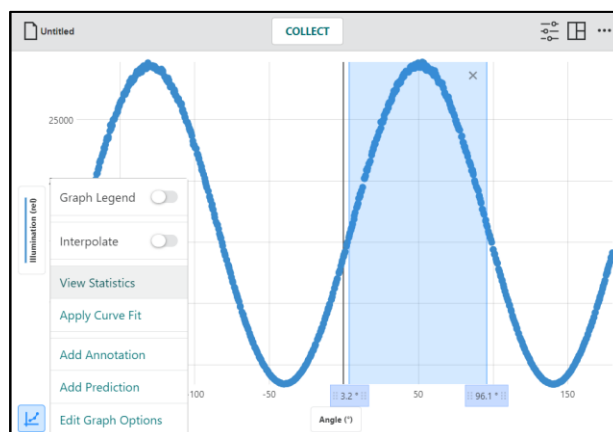 Untitled
COLLECT
25000
Illumination (rel)
Graph Legend
Interpolate
View Statistics
Apply Curve Fit
Add Annotation
Add Prediction
Edit Graph Options
100
-50
3.2 °
50
96.1 °
150
Angle (°)